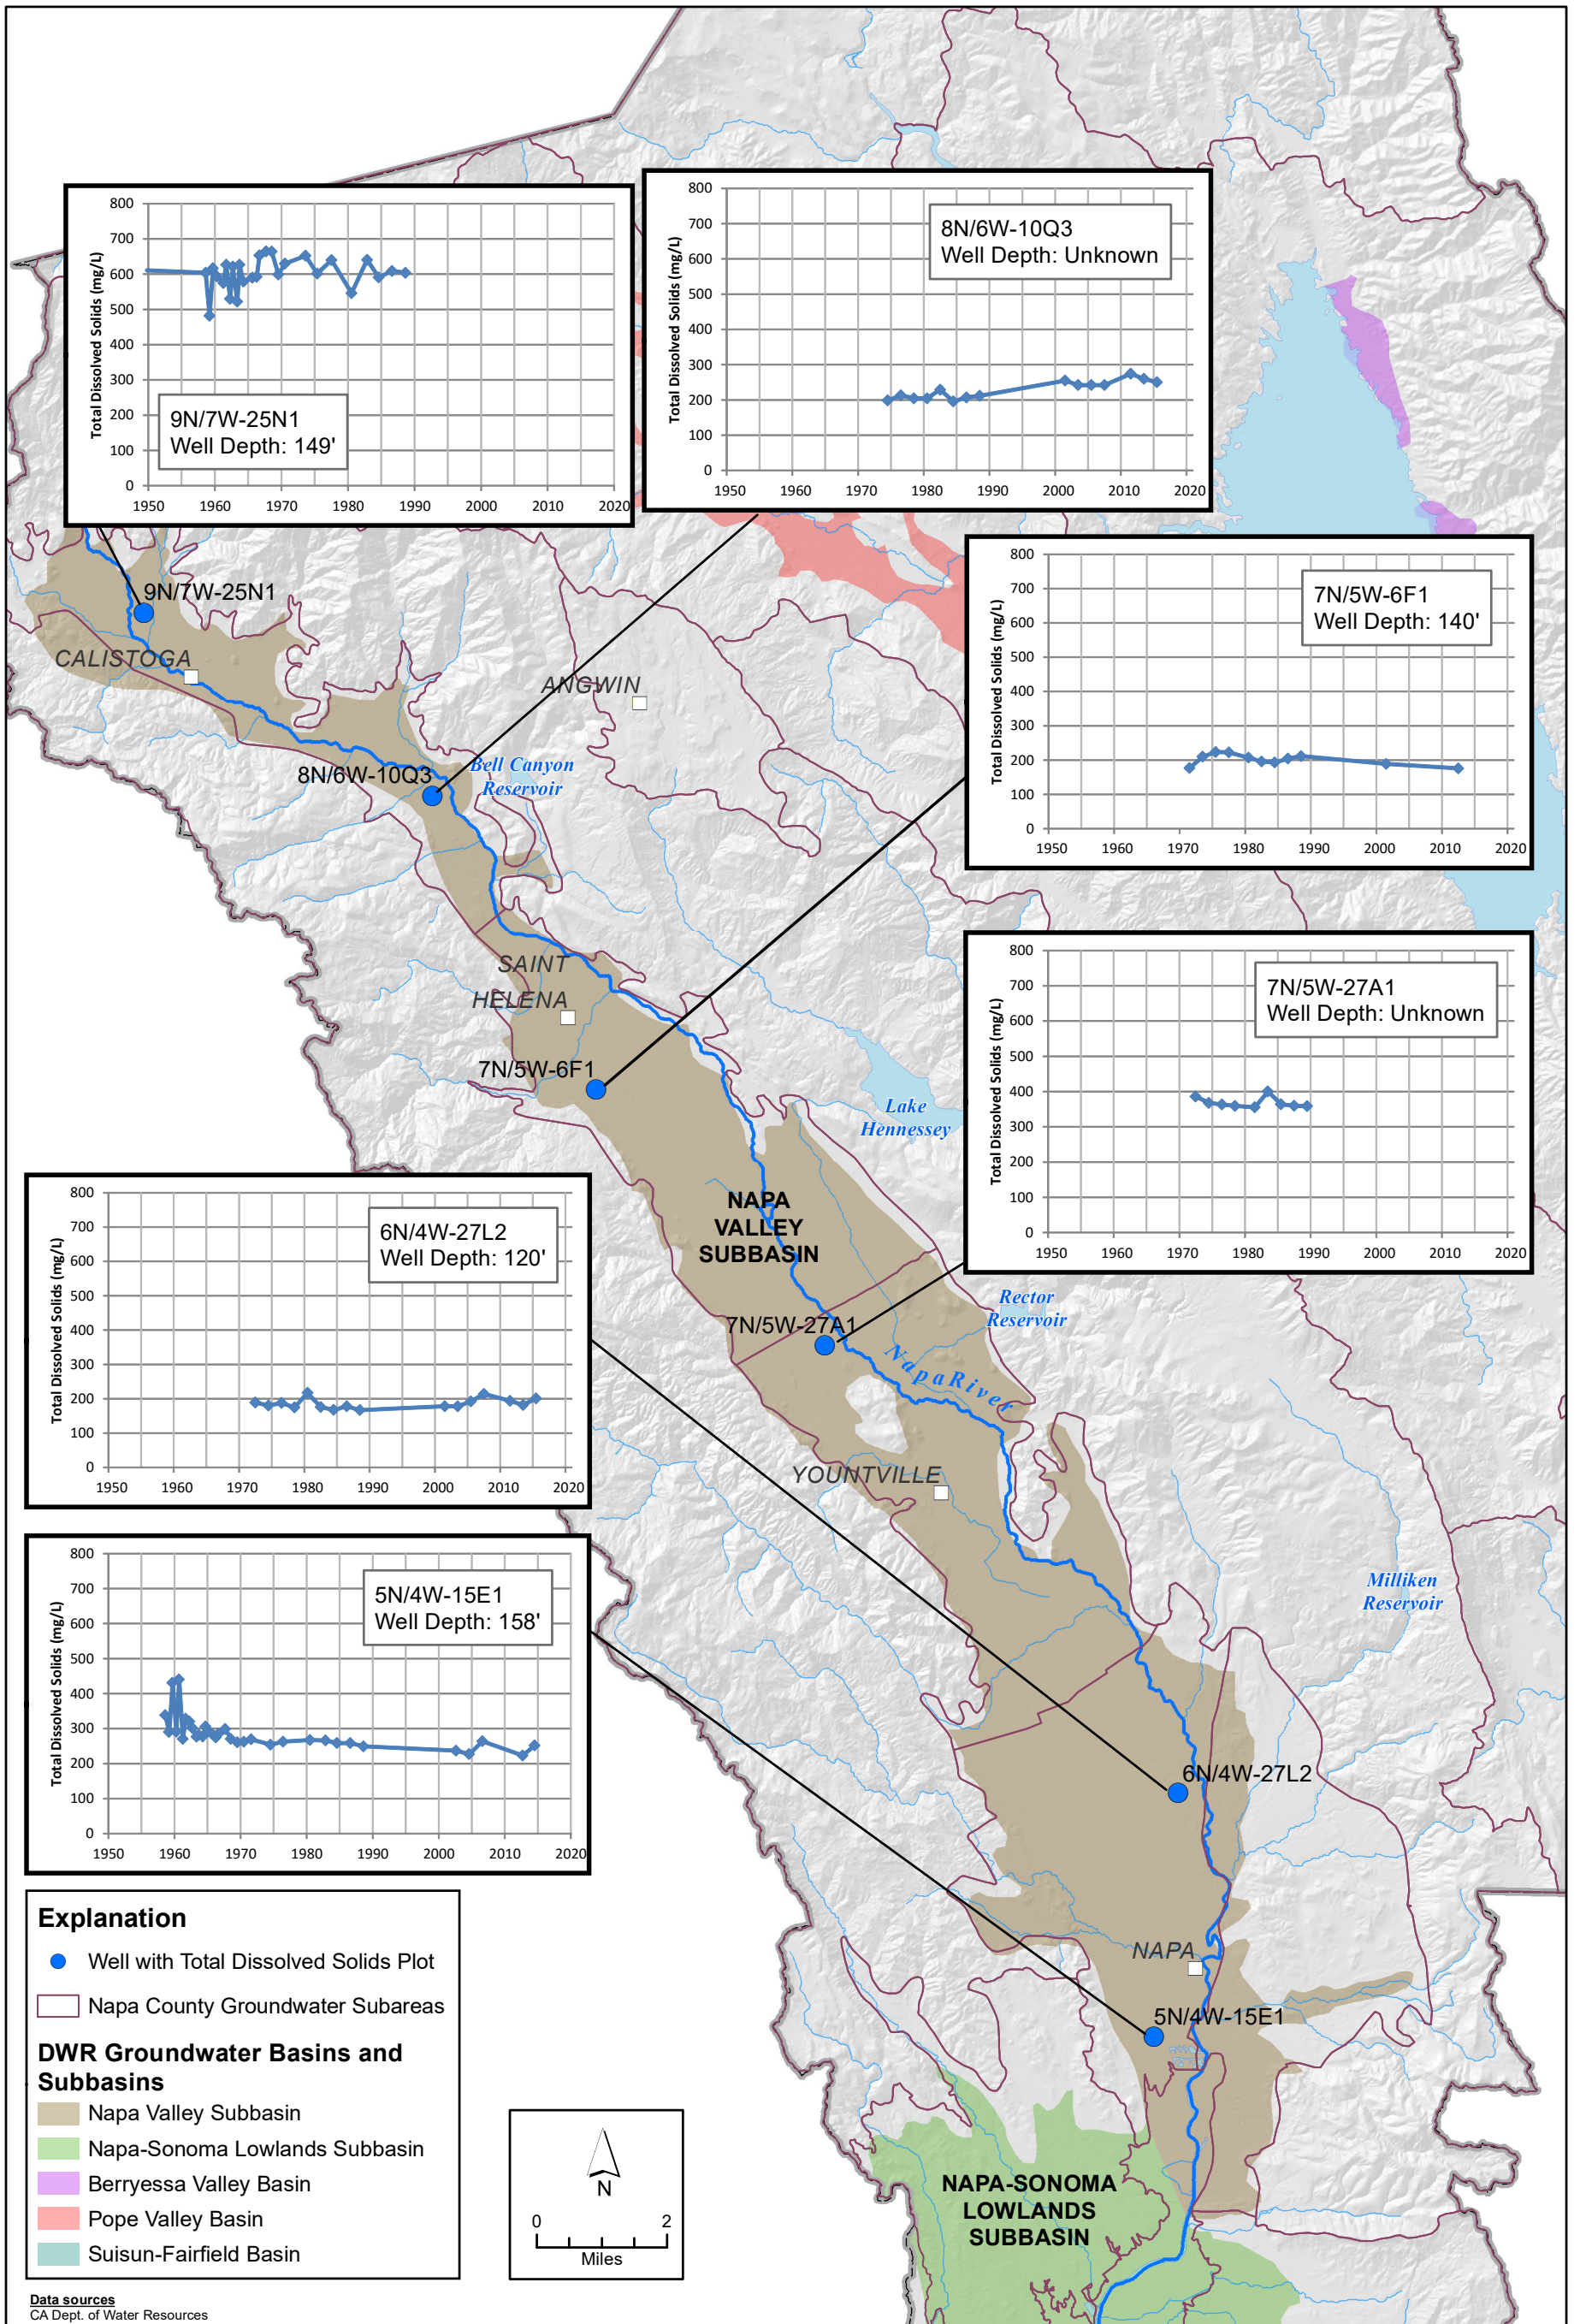 800
700
600
500
400
300
200
100
0
Total Dissolved Solids (mg/L)
9N/7W-25N1
Well Depth: 149'
1950 1960 1970 1980 1990 2000 2010 2020
800
700
600
500
400
300
200
100
0
Total Dissolved Solids (mg/L)
8N/6W-10Q3
Well Depth: Unknown
1950 1960 1970 1980 1990 2000 2010 2020
800
700
600
500
400
300
200
100
0
Total Dissolved Solids (mg/L)
7N/5W-6F1
Well Depth: 140'
1950 1960 1970 1980 1990 2000 2010 2020
9N/7W-25N1
CALISTOGA
ANGWIN
8N/6W-10Q3
Bell Canyon
Reservoir
SAINT
HELENA
7N/5W-6F1
Lake
Hennessey
800
700
600
500
400
300
200
100
0
Total Dissolved Solids (mg/L)
7N/5W-27A1
Well Depth: Unknown
1950 1960 1970 1980 1990 2000 2010 2020
NAPA
VALLEY
SUBBASIN
Rector
Reservoir
7N/5W-27A1
Napa River
YOUNTVILLE
Milliken
Reservoir
800
700
600
500
400
300
200
100
0
Total Dissolved Solids (mg/L)
6N/4W-27L2
Well Depth: 120'
1950 1960 1970 1980 1990 2000 2010 2020
800
700
600
500
400
300
200
100
0
Total Dissolved Solids (mg/L)
5N/4W-15E1
Well Depth: 158'
1950 1960 1970 1980 1990 2000 2010 2020
6N/4W-27L2
NAPA
5N/4W-15E1
NAPA-SONOMA
LOWLANDS
SUBBASIN
Explanation
Well with Total Dissolved Solids Plot
Napa County Groundwater Subareas
DWR Groundwater Basins and
Subbasins
Napa Valley Subbasin
Napa-Sonoma Lowlands Subbasin
Berryessa Valley Basin
Pope Valley Basin
Suisun-Fairfield Basin
N
0 2
Miles
Data sources
CA Dept. of Water Resources